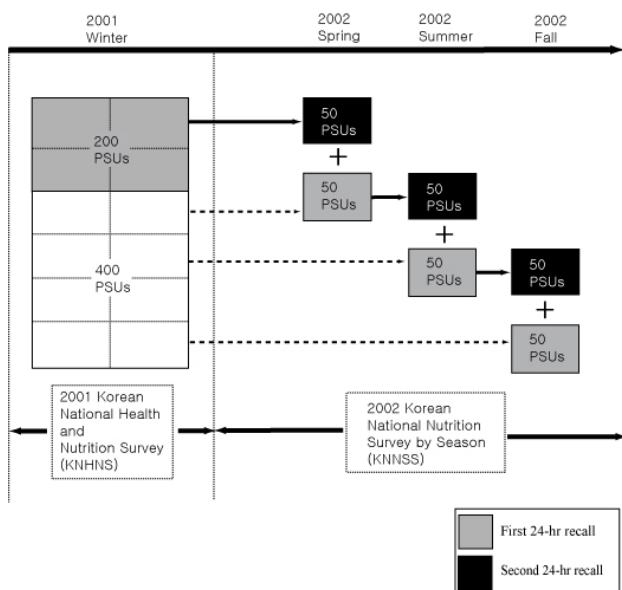 2001
Winter
2002
Spring
2002
Summer
2002
Fall
200
PSUs
50
PSUs
+
50
PSUs
50
PSUs
+
400
PSUs
50
PSUs
50
PSUs
+
50
PSUs
2001 Korean
National Health
and
Nutrition Survey
(KNHNS)
2002 Korean
National Nutrition
Survey by Season
(KNNSS)
First 24-hr recall
Second 24-hr recall